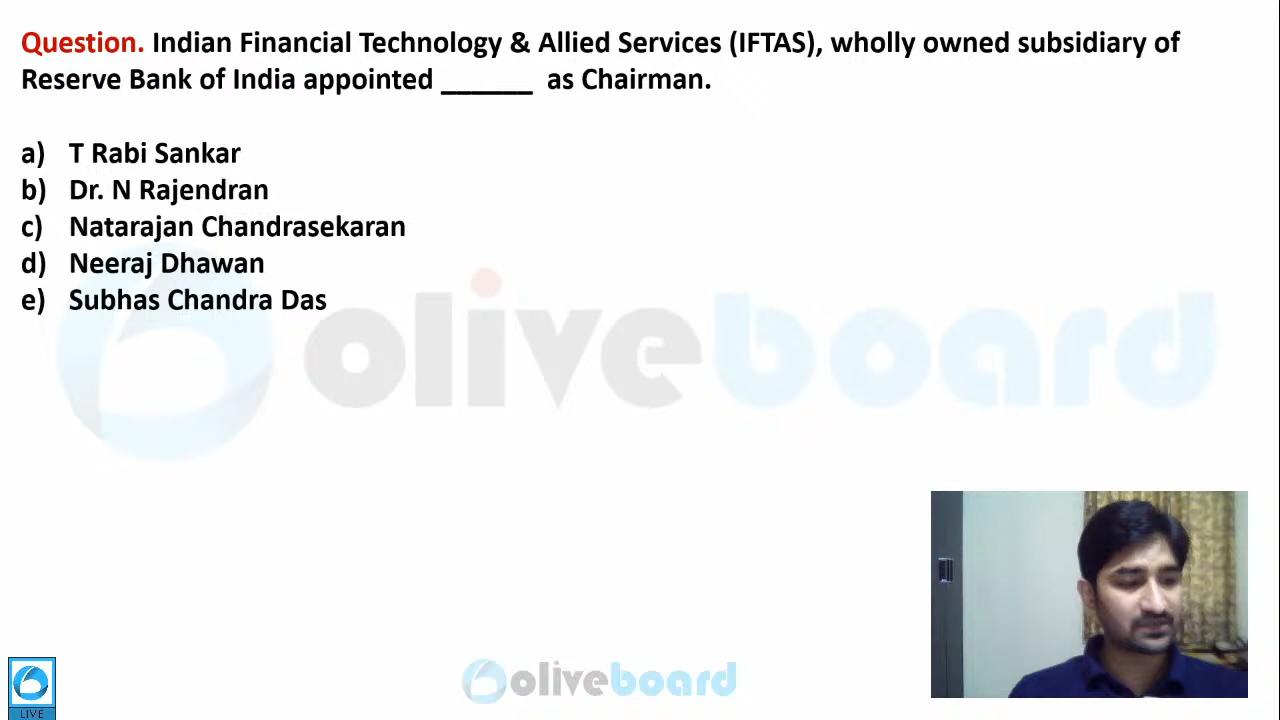 Question. Indian Financial Technology & Allied Services (IFTAS), wholly owned subsidiary of
Reserve Bank of India appointed ______ as Chairman.
a) T Rabi Sankar
b) Dr. N Rajendran
c) Natarajan Chandrasekaran
d) Neeraj Dhawan
e) Subhas Chandra Das
oliveboard
oliveboard
LIVE